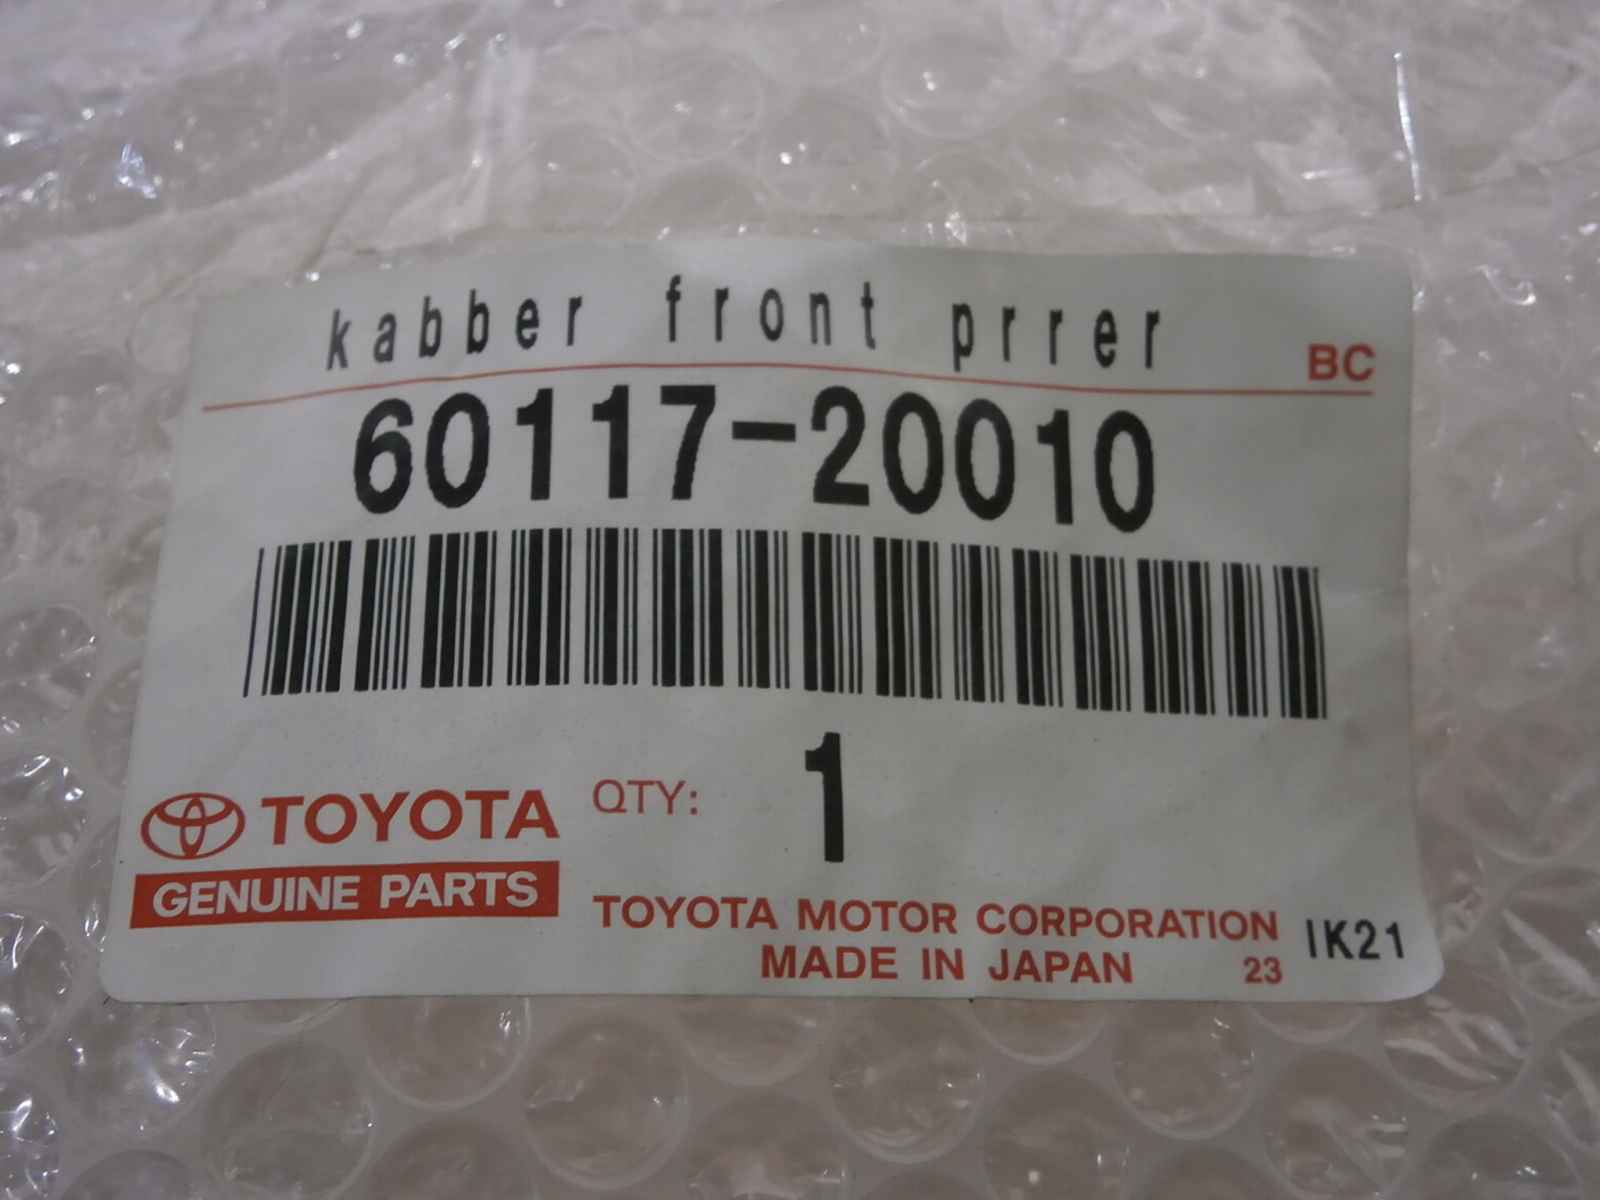 kabber front prrer
BC
60117-20010
TOYOTA
GENUINE PARTS
QTY: 1
TOYOTA MOTOR CORPORATION
MADE IN JAPAN 23
IK21